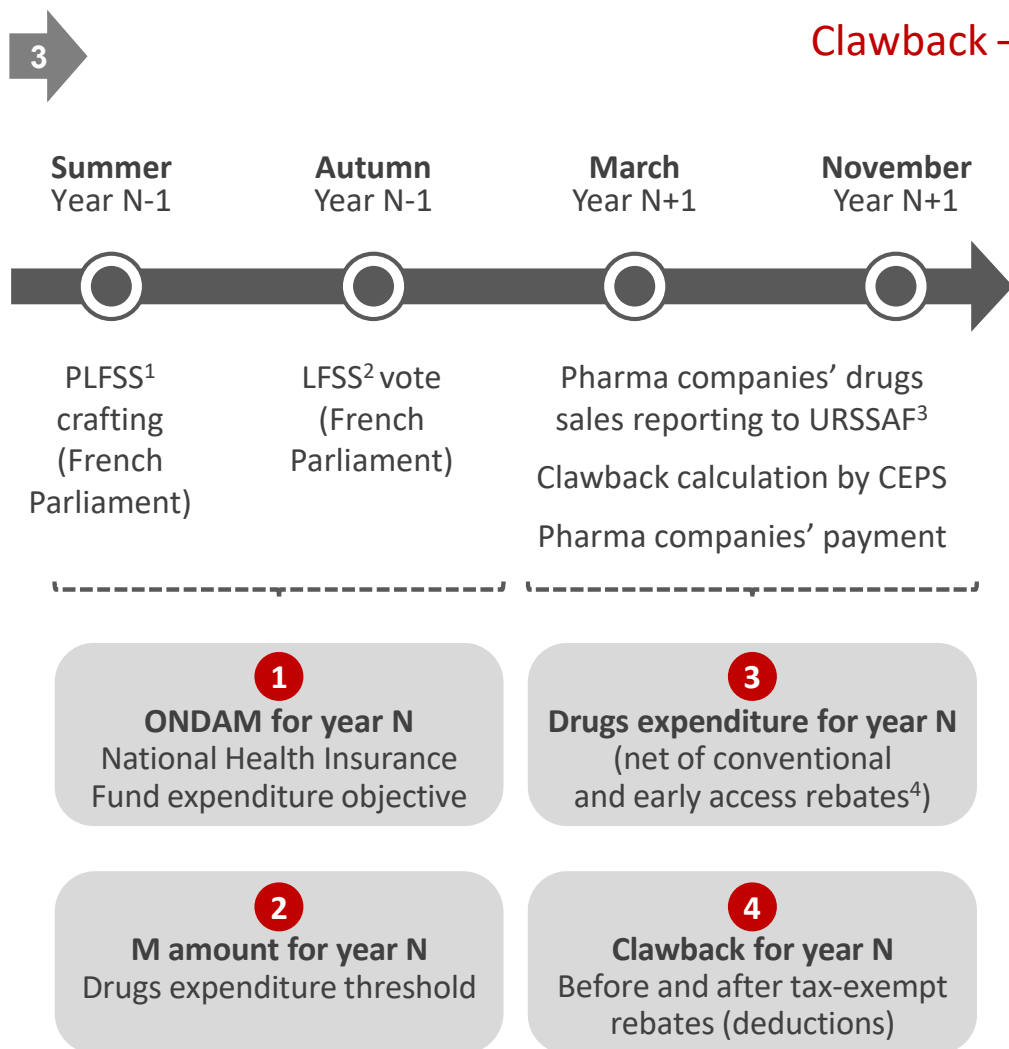 3
Clawback –
Summer
Year N-1
Autumn
Year N-1
March
Year N+1
November
Year N+1
PLFSS¹
crafting
(French
Parliament)
LFSS² vote
(French
Parliament)
Pharma companies’ drugs
sales reporting to URSSAF³
Clawback calculation by CEPS
Pharma companies’ payment
1
ONDAM for year N
National Health Insurance
Fund expenditure objective
3
Drugs expenditure for year N
(net of conventional
and early access rebates⁴)
2
M amount for year N
Drugs expenditure threshold
4
Clawback for year N
Before and after tax-exempt
rebates (deductions)